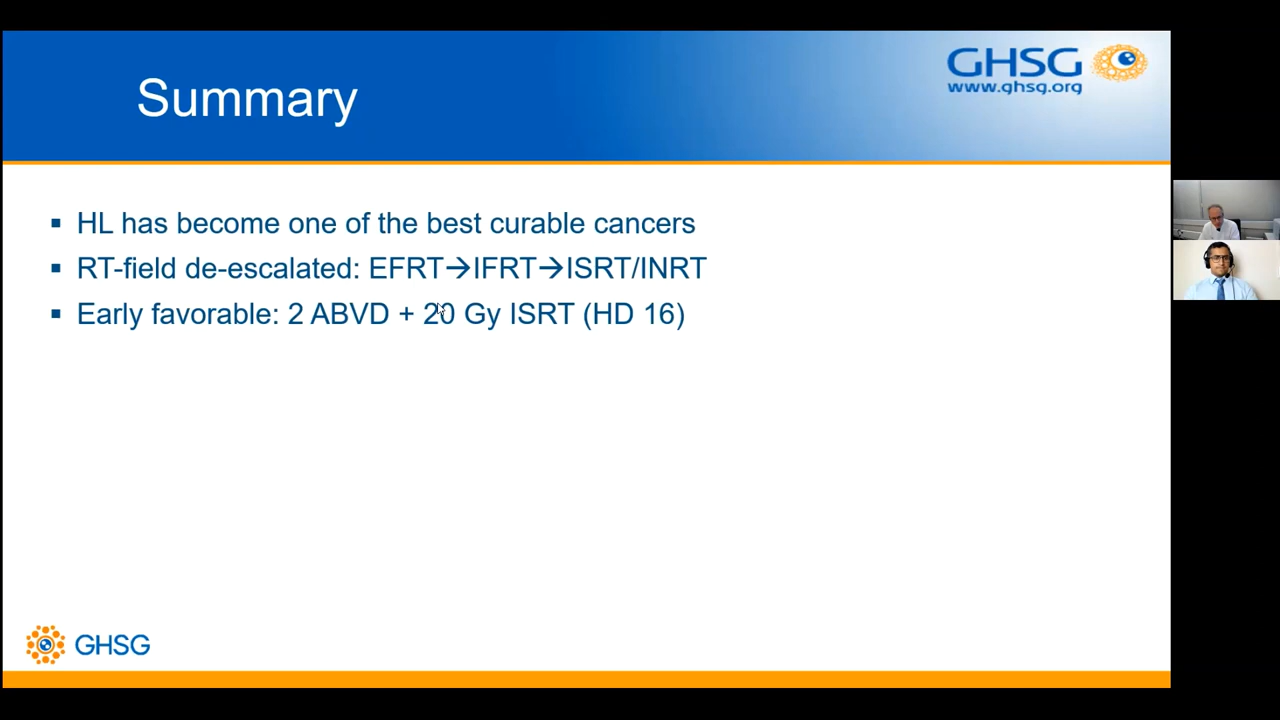 Summary
GHSG
www.ghsg.org
▪ HL has become one of the best curable cancers
▪ RT-field de-escalated: EFRT→IFRT→ISRT/INRT
▪ Early favorable: 2 ABVD + 20 Gy ISRT (HD 16)
GHSG